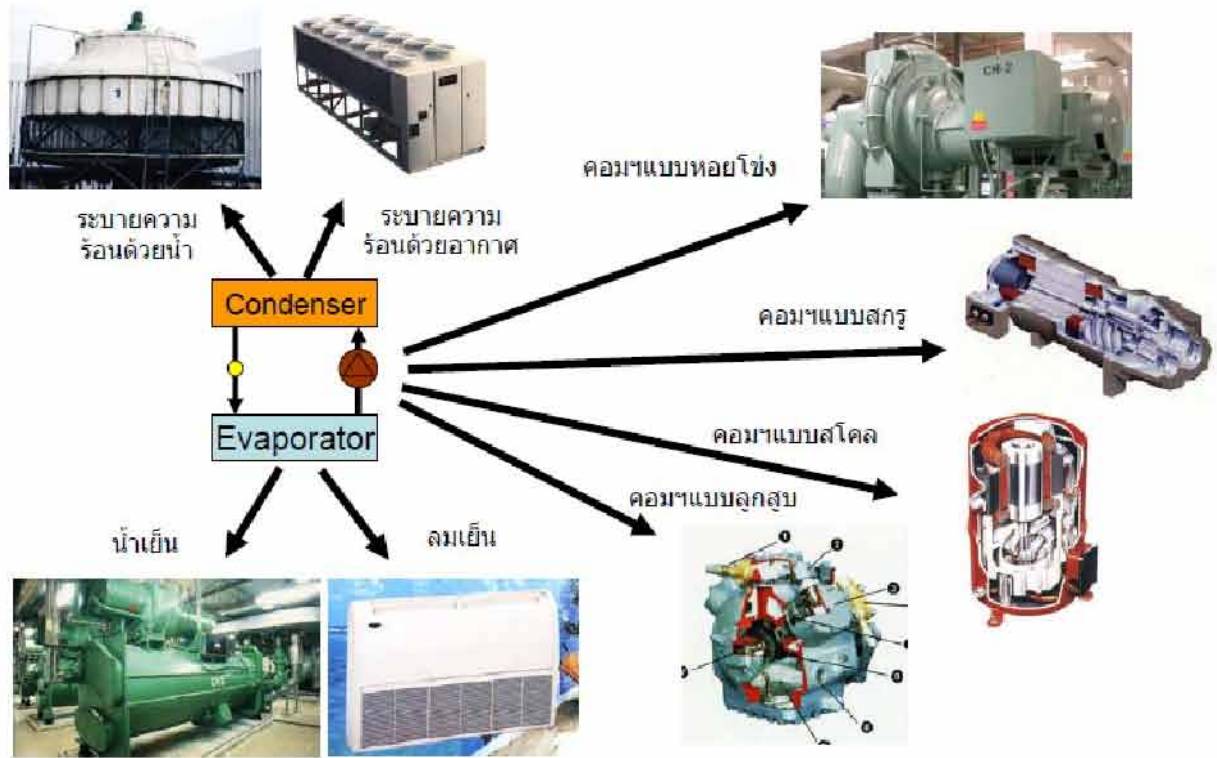 CH-2
คอมฯแบบหอยโข่ง
ระบายความ
ร้อนด้วยน้ำ
ระบายความ
ร้อนด้วยอากาศ
Condenser
คอมฯแบบสกรู
Evaporator
คอมฯแบบสโคล
คอมฯแบบลูกสูบ
น้ำเย็น
ลมเย็น